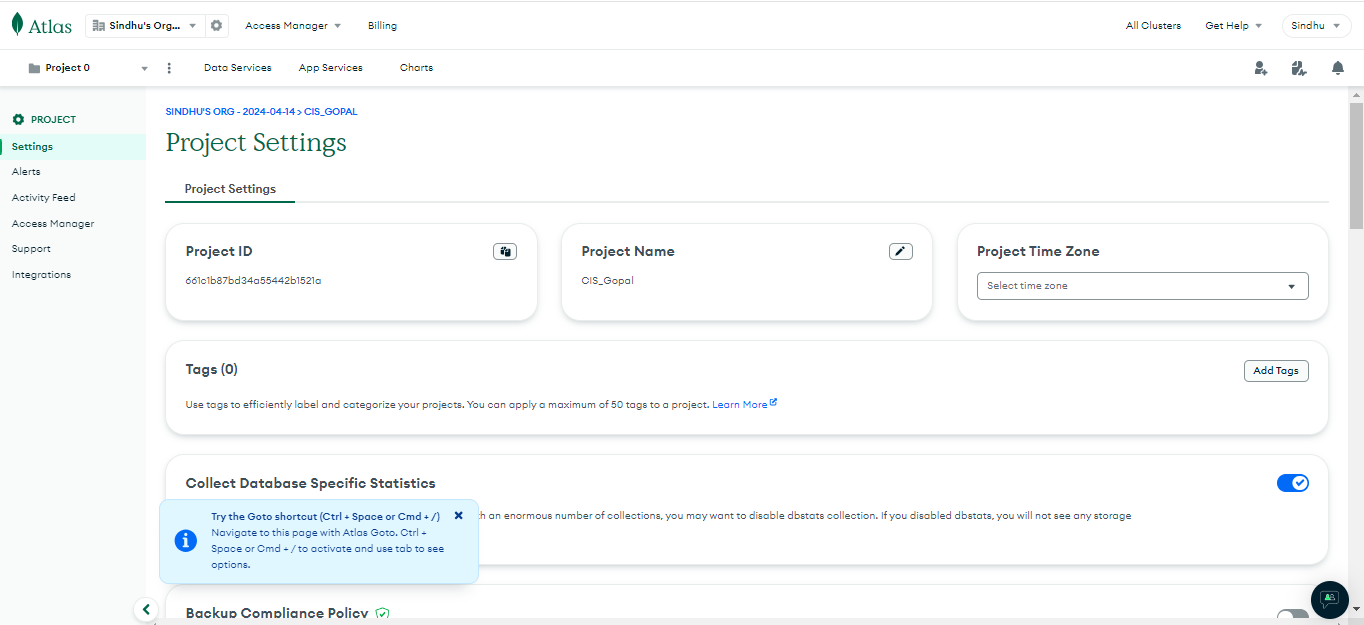 Atlas
Sindhu's Org...
Access Manager
Billing
All Clusters
Get Help
Sindhu
Project 0
Data Services
App Services
Charts
PROJECT
Settings
Alerts
Activity Feed
Access Manager
Support
Integrations
SINDHU'S ORG - 2024-04-14 > CIS_GOPAL
Project Settings
Project Settings
Project ID
661c1b87bd34a55442b1521a
Project Name
CIS_Gopal
Project Time Zone
Select time zone
Tags (0)
Add Tags
Use tags to efficiently label and categorize your projects. You can apply a maximum of 50 tags to a project. Learn More
Collect Database Specific Statistics
an enormous number of collections, you may want to disable dbstats collection. If you disabled dbstats, you will not see any storage
Try the Goto shortcut (Ctrl + Space or Cmd + /)
Navigate to this page with Atlas Goto. Ctrl +
Space or Cmd + / to activate and use tab to see
options.
Backup Compliance Policy